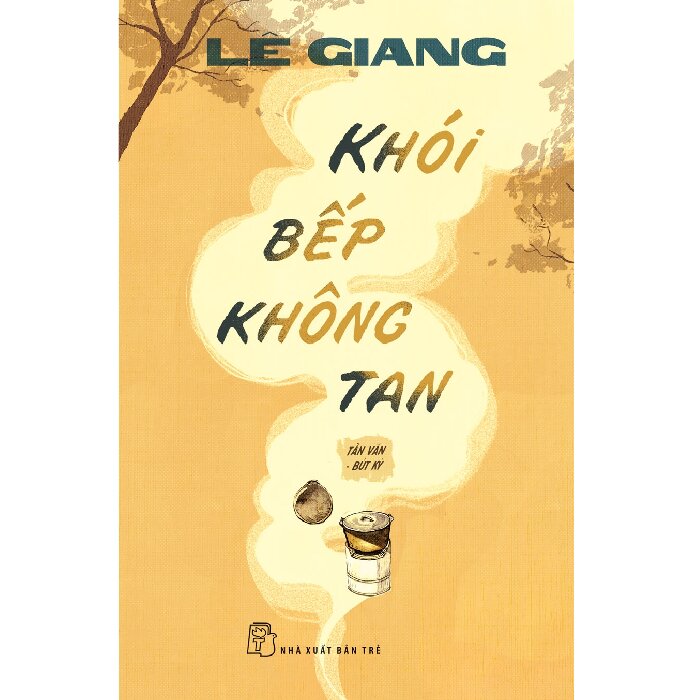 LE GIANG
KHÓI
BẾP
KHÔNG
TAN
TẢN VĂN
- BÚT KÝ
NHÀ XUẤT BẢN TRẺ